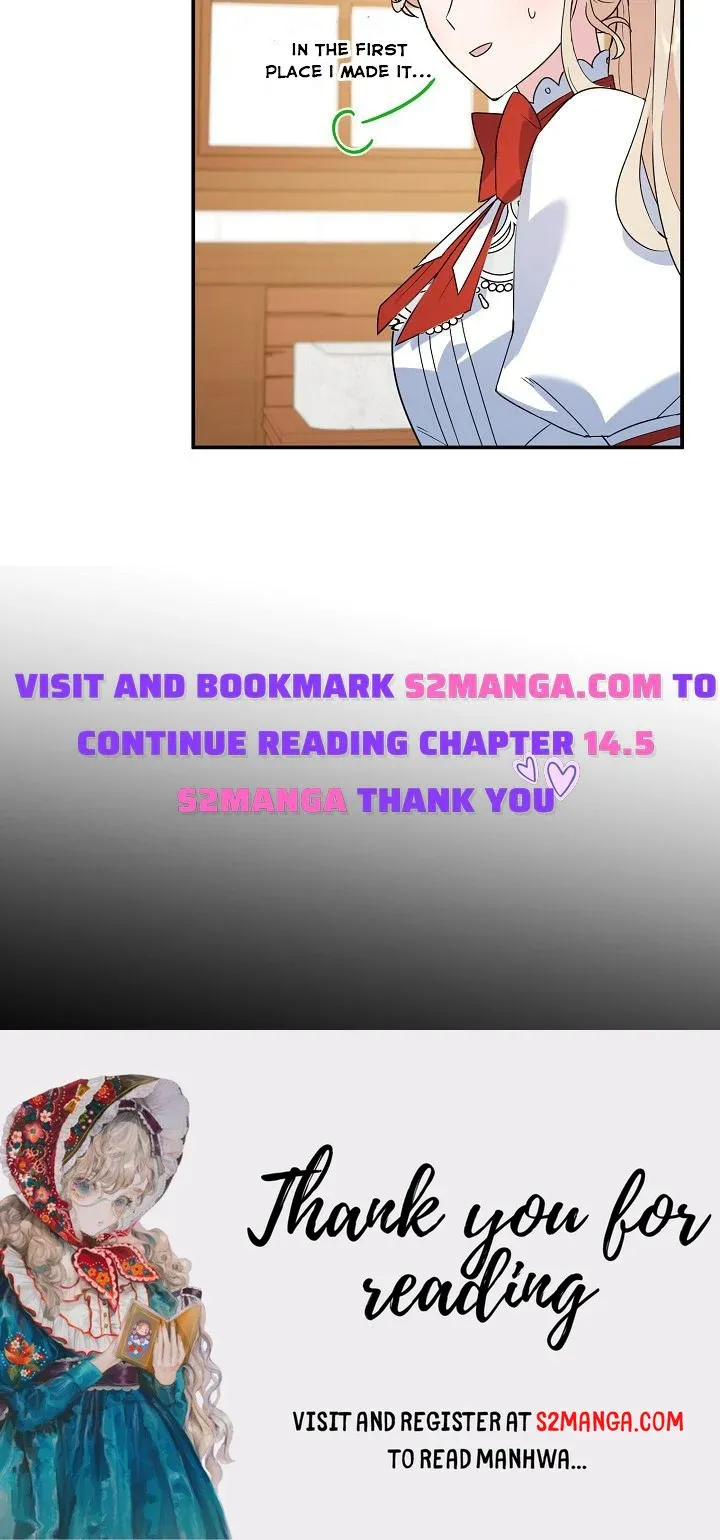 IN THE FIRST
PLACE I MADE IT...
VISIT AND BOOKMARK S2MANGA.COM TO
CONTINUE READING CHAPTER 14.5
S2MANGA THANK YOU
Thank you for
reading
VISIT AND REGISTER AT S2MANGA.COM
TO READ MANHWA...